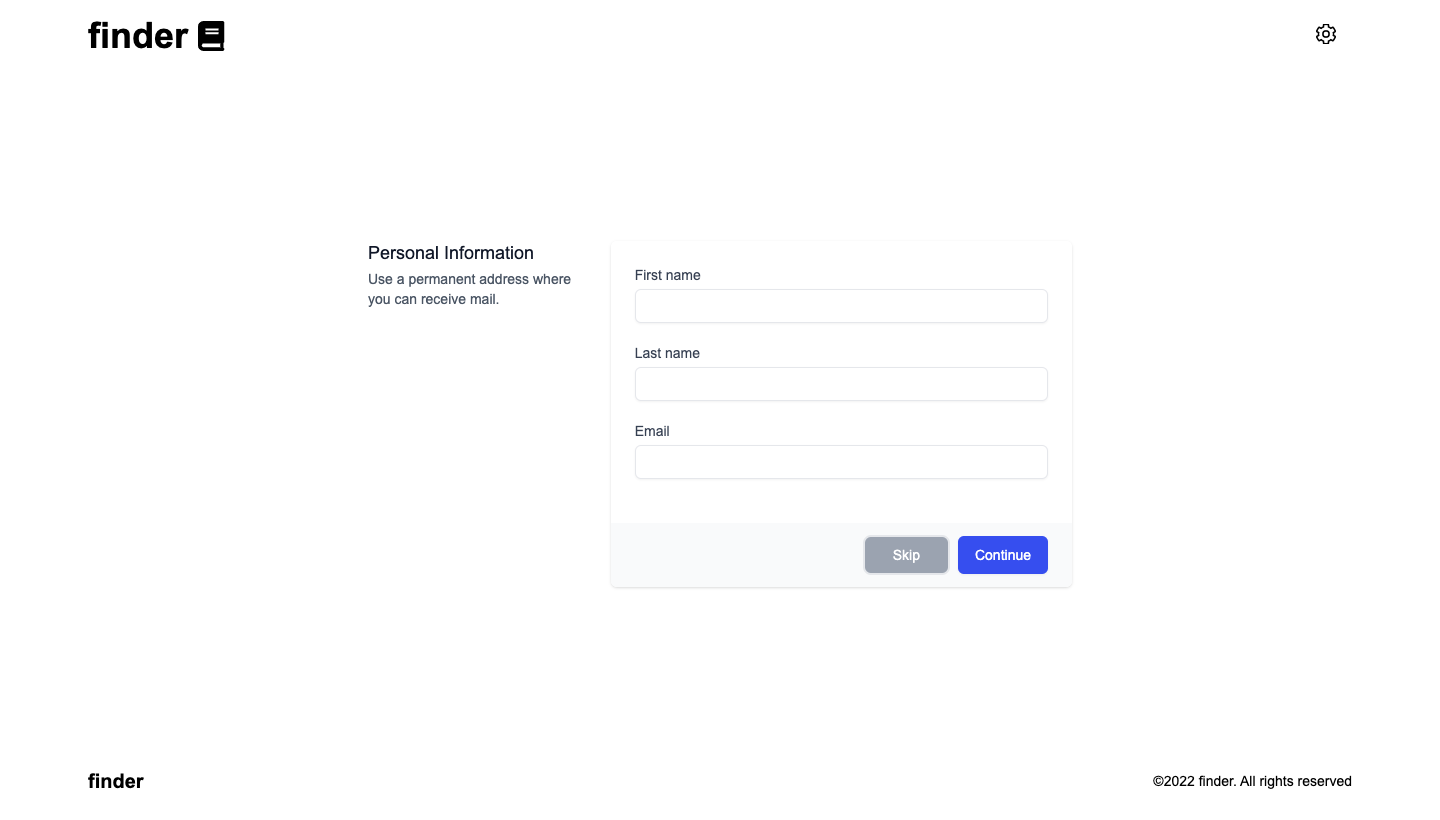 finder
Personal Information
Use a permanent address where
you can receive mail.
First name
Last name
Email
Skip
Continue
finder
©2022 finder. All rights reserved